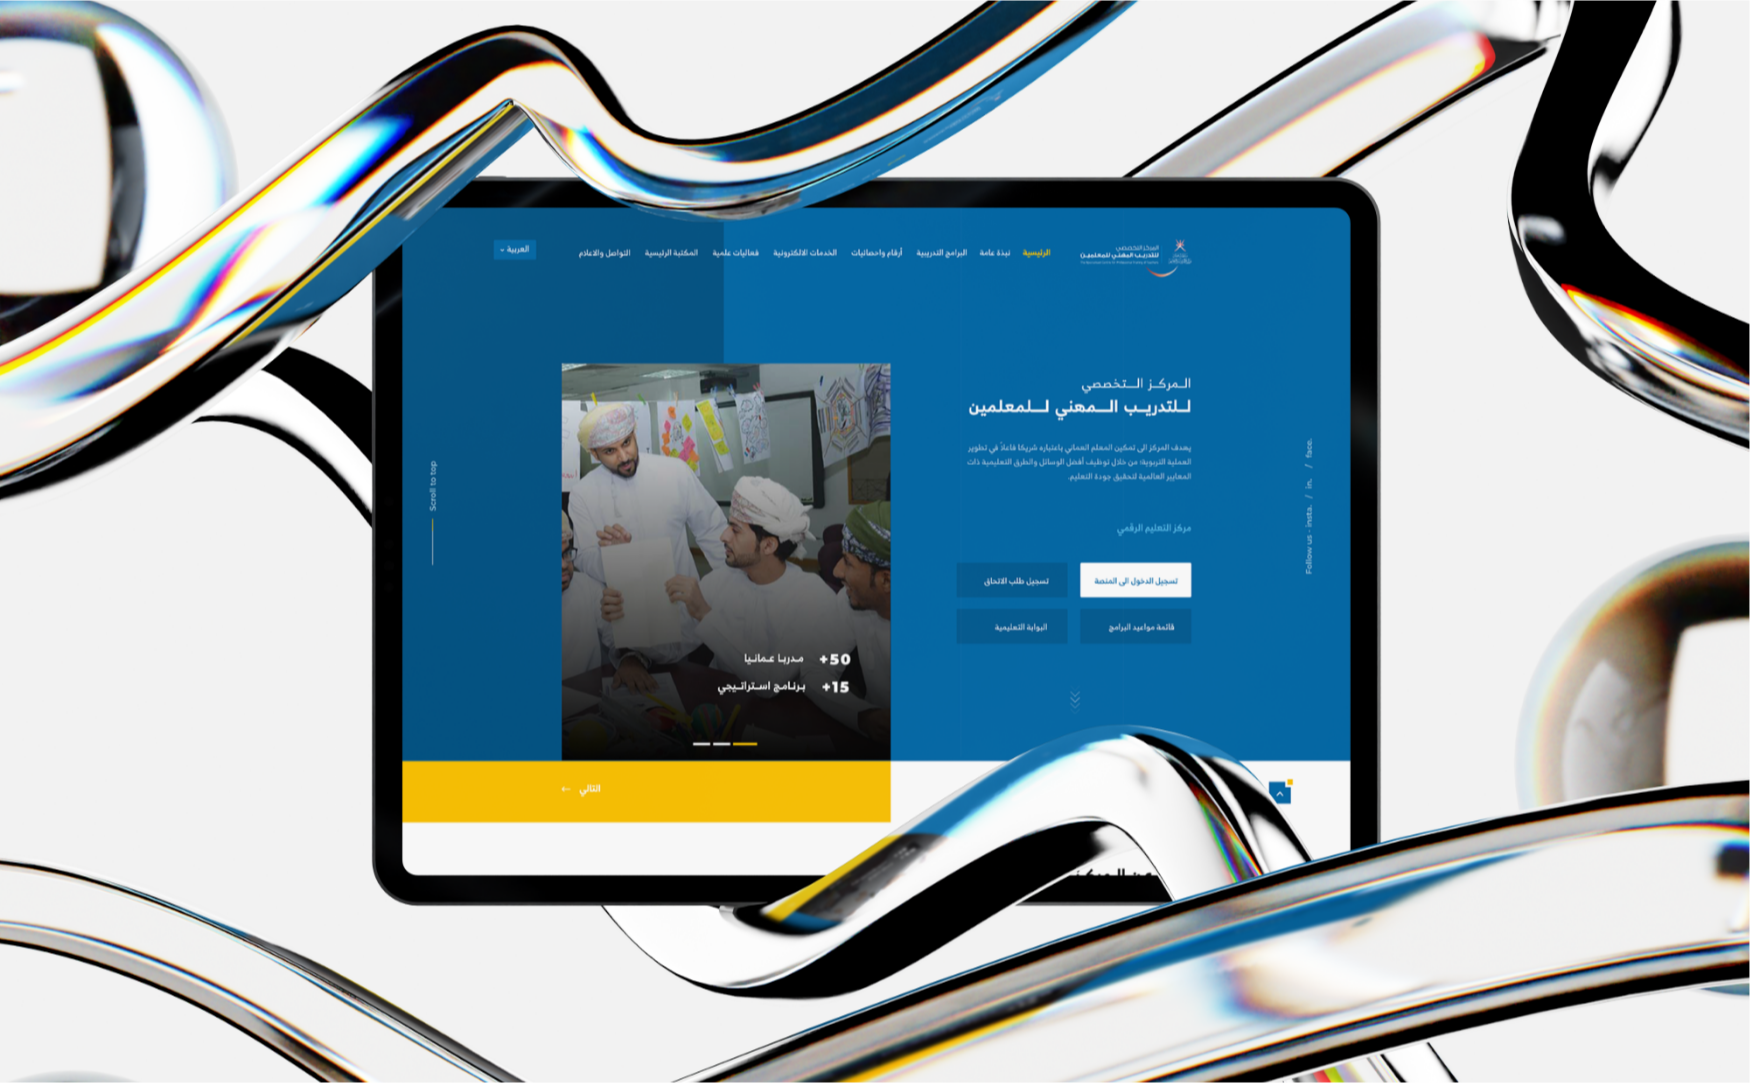 المركز التخصصي
للتدريب المهني للمعلمين
الرئيسية
نبذة عامة
البرامج التدريبية
أرقام واحصائيات
الخدمات الالكترونية
فعاليات علمية
المكتبة الرئيسية
التواصل والاعلام
العربية
المركز التخصصي
للتدريب المهني للمعلمين
يهدف المركز الى تمكين المعلم العماني باعتباره شريكا فاعلاً في تطوير
العملية التربوية؛ من خلال توظيف أفضل الوسائل والطرق التعليمية ذات
المعايير العالمية لتحقيق جودة التعليم.
مركز التعليم الرقمي
تسجيل الدخول الى المنصة
تسجيل طلب الالتحاق
قائمة مواعيد البرامج
البوابة التعليمية
+50 مدربا عمانيا
+15 برنامج استراتيجي
التالي
Scroll to top
Follow us - insta. / in. / face.
عن المركز